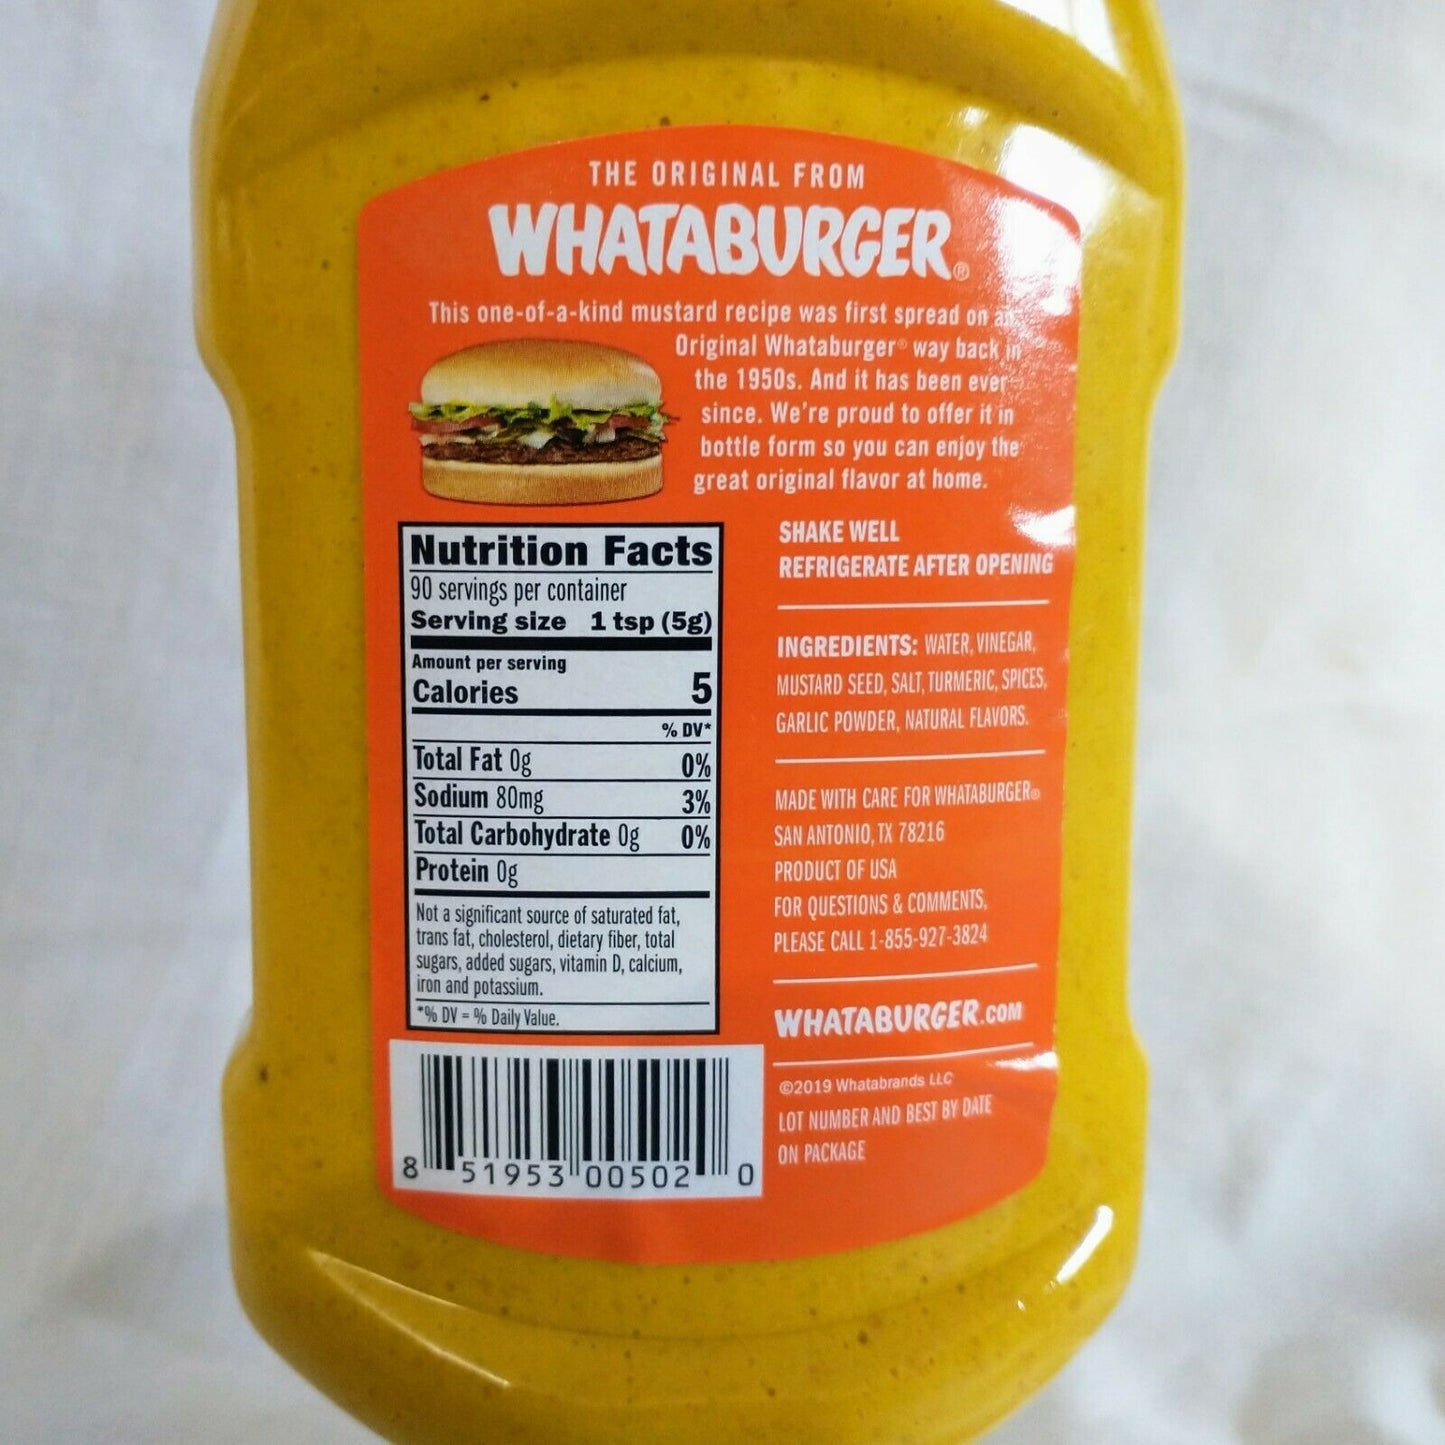 THE ORIGINAL FROM
WHATABURGER®
This one-of-a-kind mustard recipe was first spread on an
Original Whataburger® way back in
the 1950s. And it has been ever
since. We're proud to offer it in
bottle form so you can enjoy the
great original flavor at home.
Nutrition Facts
90 servings per container
Serving size 1 tsp (5g)
Amount per serving
Calories 5
% DV*
Total Fat 0g 0%
Sodium 80mg 3%
Total Carbohydrate 0g 0%
Protein 0g
Not a significant source of saturated fat,
trans fat, cholesterol, dietary fiber, total
sugars, added sugars, vitamin D, calcium,
iron and potassium.
*% DV = % Daily Value.
8 51953 00502 0
SHAKE WELL
REFRIGERATE AFTER OPENING
INGREDIENTS: WATER, VINEGAR,
MUSTARD SEED, SALT, TURMERIC, SPICES,
GARLIC POWDER, NATURAL FLAVORS.
MADE WITH CARE FOR WHATABURGER®
SAN ANTONIO, TX 78216
PRODUCT OF USA
FOR QUESTIONS & COMMENTS,
PLEASE CALL 1-855-927-3824
WHATABURGER.COM
©2019 Whatabrands LLC
LOT NUMBER AND BEST BY DATE
ON PACKAGE